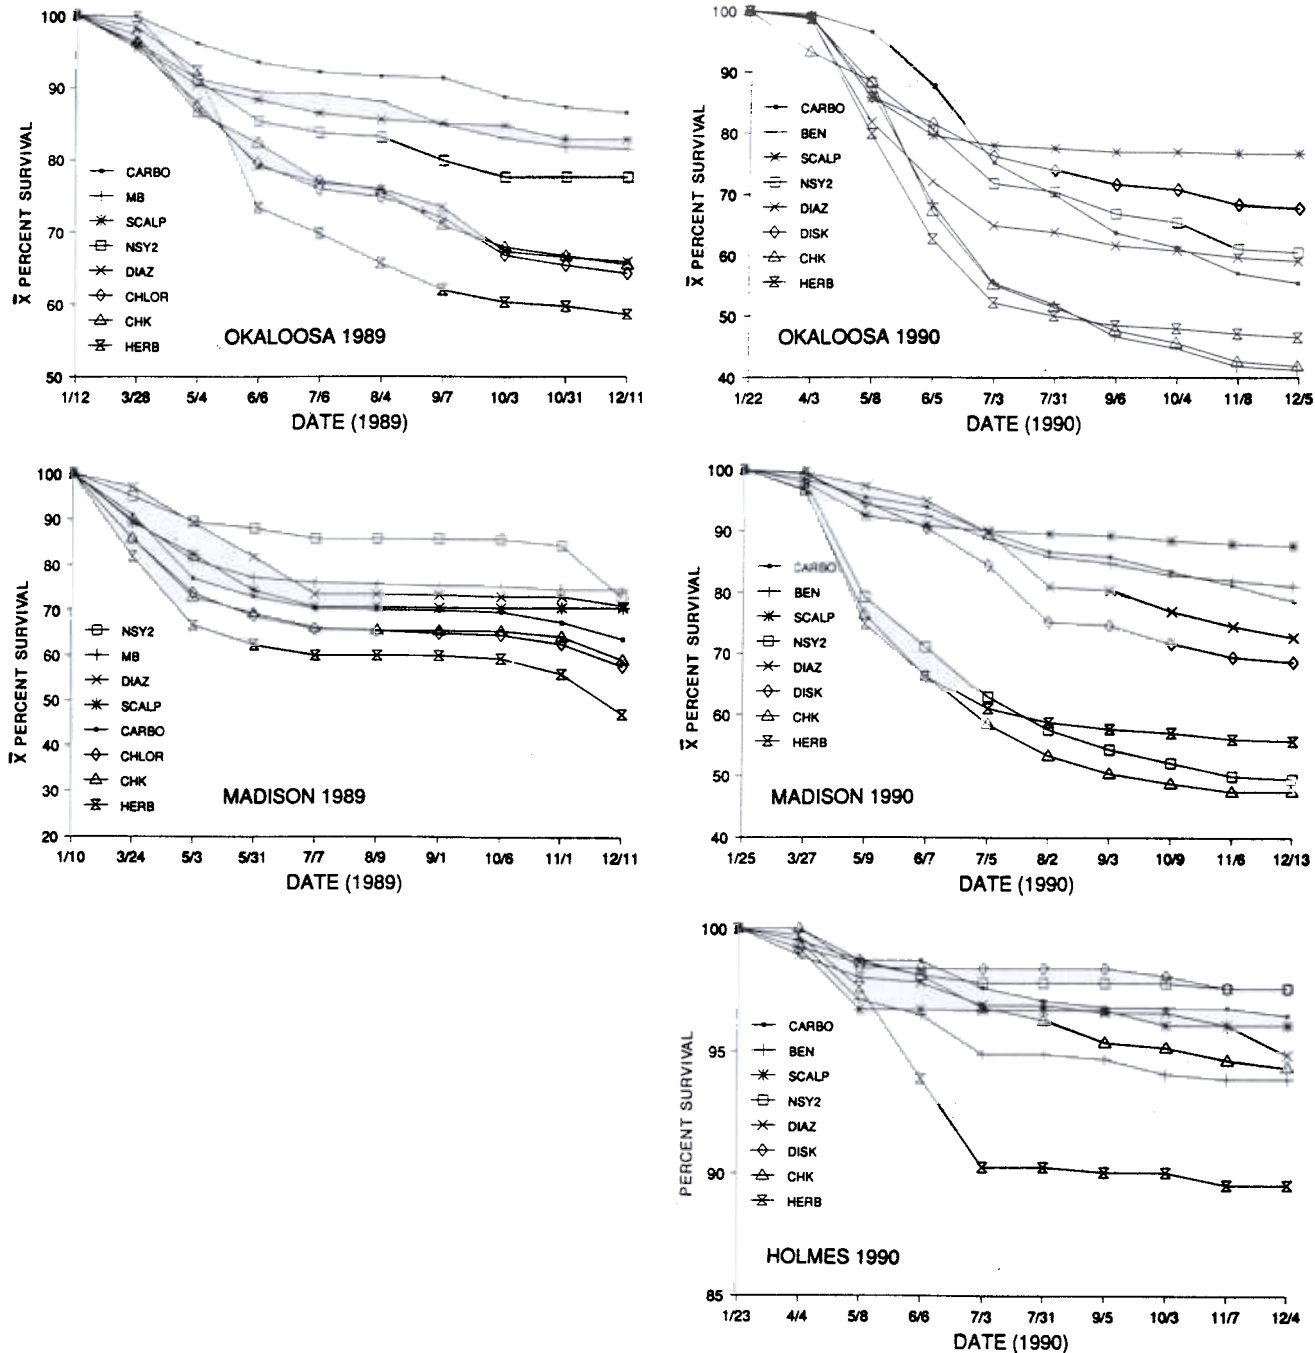 100
90
80
70
60
50
X̄ PERCENT SURVIVAL
CARBO
MB
SCALP
NSY2
DIAZ
CHLOR
CHK
HERB
OKALOOSA 1989
1/12 3/28 5/4 6/6 7/6 8/4 9/7 10/3 10/31 12/11
DATE (1989)
100
90
80
70
60
50
40
X̄ PERCENT SURVIVAL
CARBO
BEN
SCALP
NSY2
DIAZ
DISK
CHK
HERB
OKALOOSA 1990
1/22 4/3 5/8 6/5 7/3 7/31 9/6 10/4 11/8 12/5
DATE (1990)
100
90
80
70
60
50
40
30
20
X̄ PERCENT SURVIVAL
NSY2
MB
DIAZ
SCALP
CARBO
CHLOR
CHK
HERB
MADISON 1989
1/10 3/24 5/3 5/31 7/7 8/9 9/1 10/6 11/1 12/11
DATE (1989)
100
90
80
70
60
50
40
X̄ PERCENT SURVIVAL
CARBO
BEN
SCALP
NSY2
DIAZ
DISK
CHK
HERB
MADISON 1990
1/25 3/27 5/9 6/7 7/5 8/2 9/3 10/9 11/6 12/13
DATE (1990)
100
95
90
85
PERCENT SURVIVAL
CARBO
BEN
SCALP
NSY2
DIAZ
DISK
CHK
HERB
HOLMES 1990
1/23 4/4 5/8 6/6 7/3 7/31 9/5 10/3 11/7 12/4
DATE (1990)